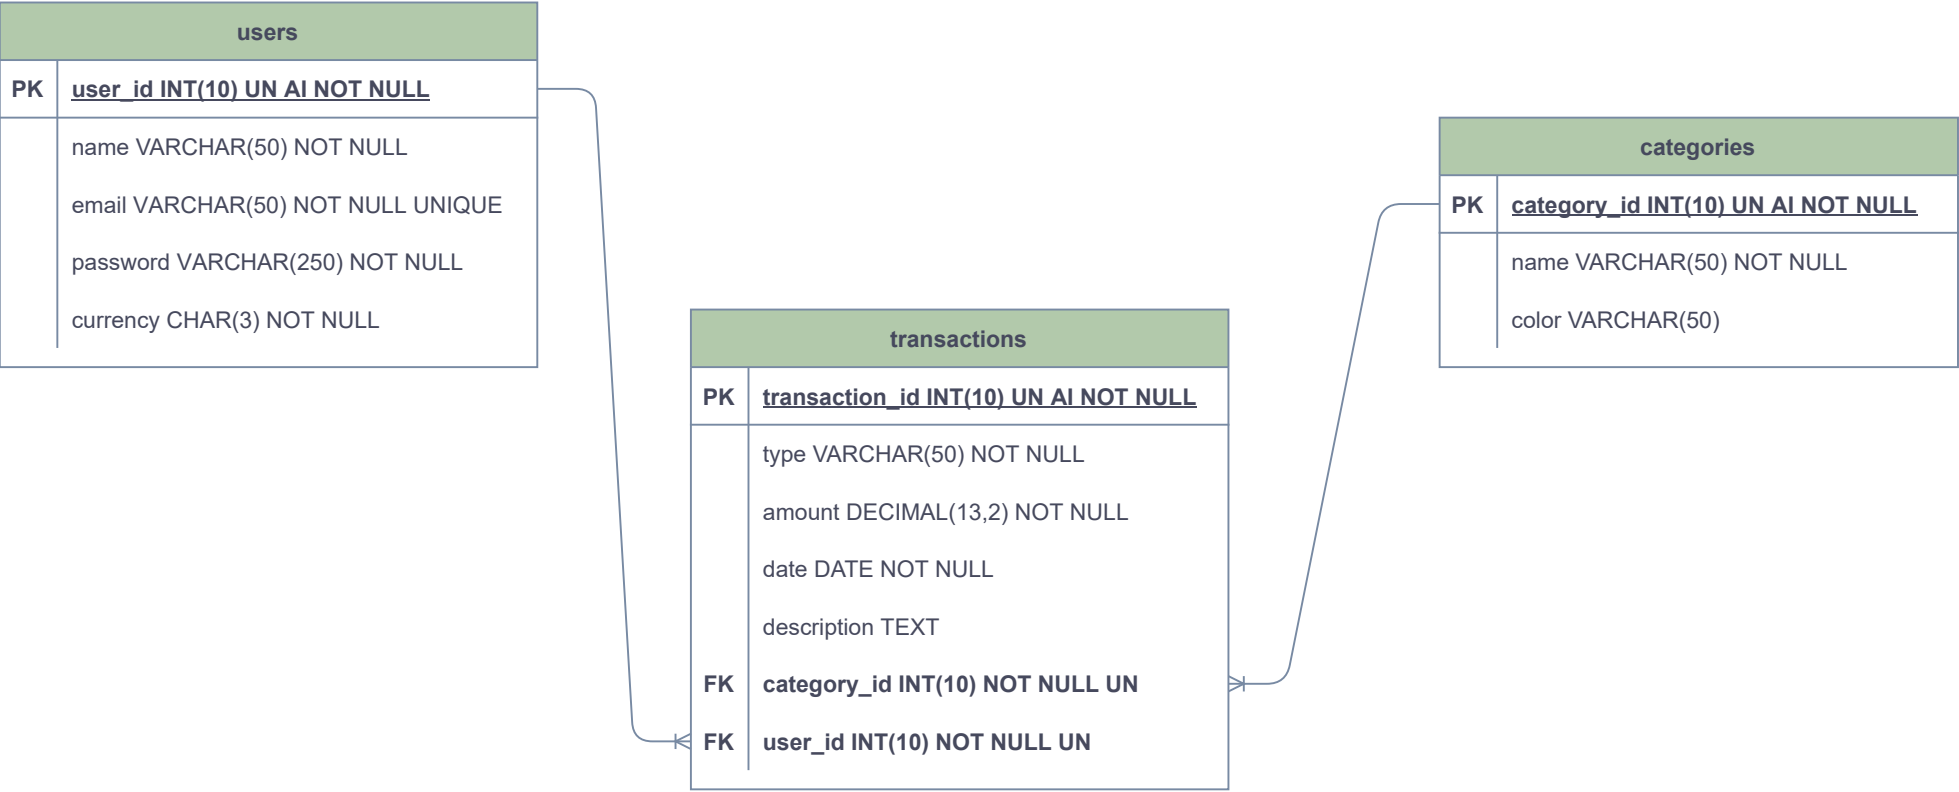 users
PK user_id INT(10) UN AI NOT NULL
name VARCHAR(50) NOT NULL
email VARCHAR(50) NOT NULL UNIQUE
password VARCHAR(250) NOT NULL
currency CHAR(3) NOT NULL
transactions
PK transaction_id INT(10) UN AI NOT NULL
type VARCHAR(50) NOT NULL
amount DECIMAL(13,2) NOT NULL
date DATE NOT NULL
description TEXT
FK category_id INT(10) NOT NULL UN
FK user_id INT(10) NOT NULL UN
categories
PK category_id INT(10) UN AI NOT NULL
name VARCHAR(50) NOT NULL
color VARCHAR(50)